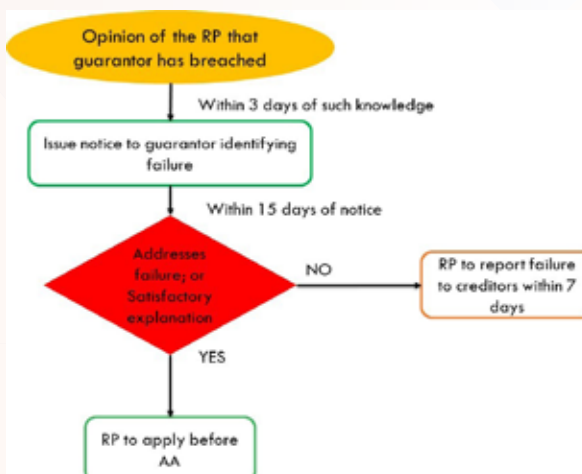 Opinion of the RP that
guarantor has breached
Within 3 days of such knowledge
Issue notice to guarantor identifying
failure
Within 15 days of notice
Addresses
failure; or
Satisfactory
explanation
NO
RP to report failure
to creditors within 7
days
YES
RP to apply before
AA